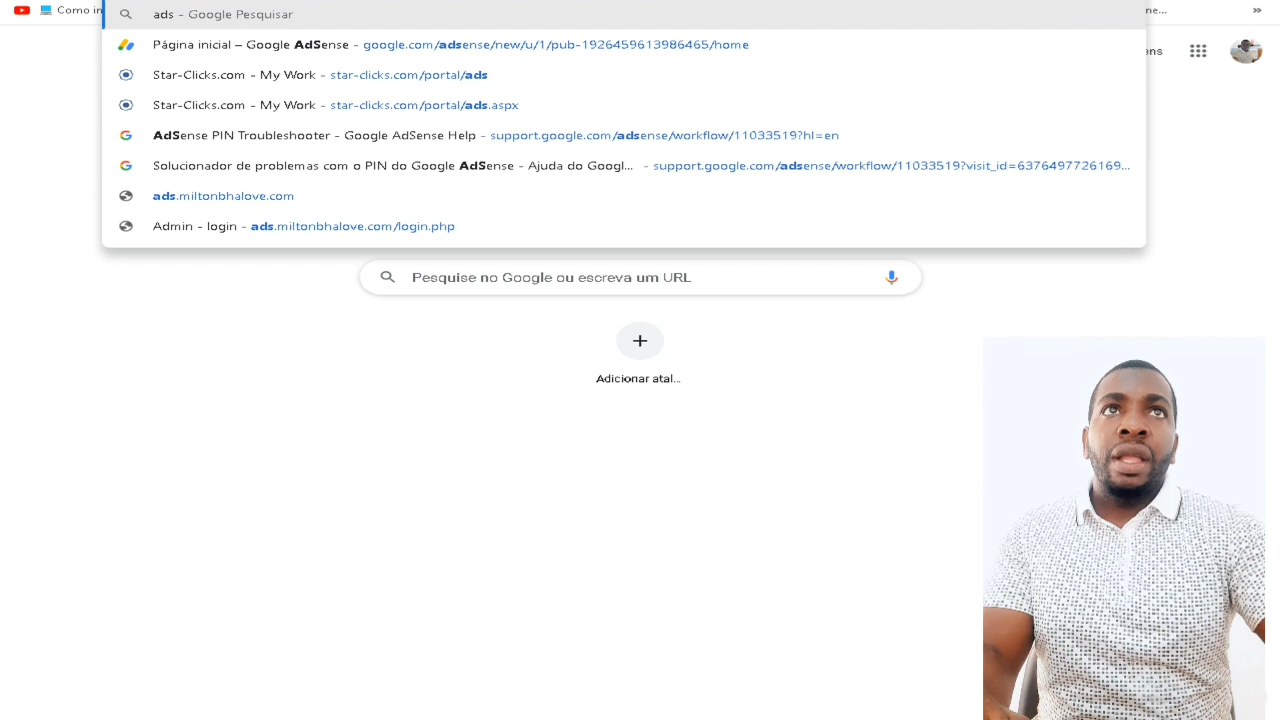 Como in
ne...
»
ads - Google Pesquisar
Página inicial – Google AdSense - google.com/adsense/new/u/1/pub-1926459613986465/home
ens
Star-Clicks.com - My Work - star-clicks.com/portal/ads
Star-Clicks.com - My Work - star-clicks.com/portal/ads.aspx
AdSense PIN Troubleshooter - Google AdSense Help - support.google.com/adsense/workflow/11033519?hl=en
Solucionador de problemas com o PIN do Google AdSense - Ajuda do Googl... - support.google.com/adsense/workflow/11033519?visit_id=6376497726169...
ads.miltonbhalove.com
Admin - login - ads.miltonbhalove.com/login.php
Pesquise no Google ou escreva um URL
Adicionar atal...